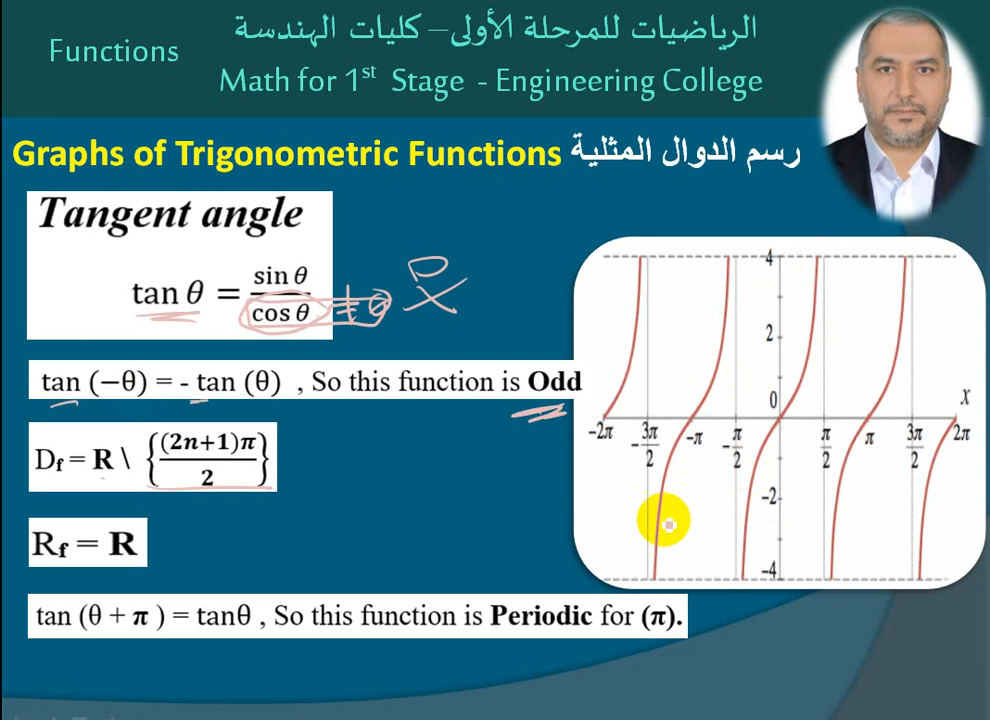 Functions
الرياضيات للمرحلة الأولى – كليات الهندسة
Math for 1st Stage - Engineering College
Graphs of Trigonometric Functions رسم الدوال المثلية
Tangent angle
tan θ = sin θ / cos θ ≠ 0
tan (−θ) = - tan (θ) , So this function is Odd
Df = R \ {(2n+1)π / 2}
Rf = R
tan (θ + π ) = tanθ , So this function is Periodic for (π).
4
2
0
x
-2π -3π/2 -π -π/2 π/2 π 3π/2 2π
-2
-4